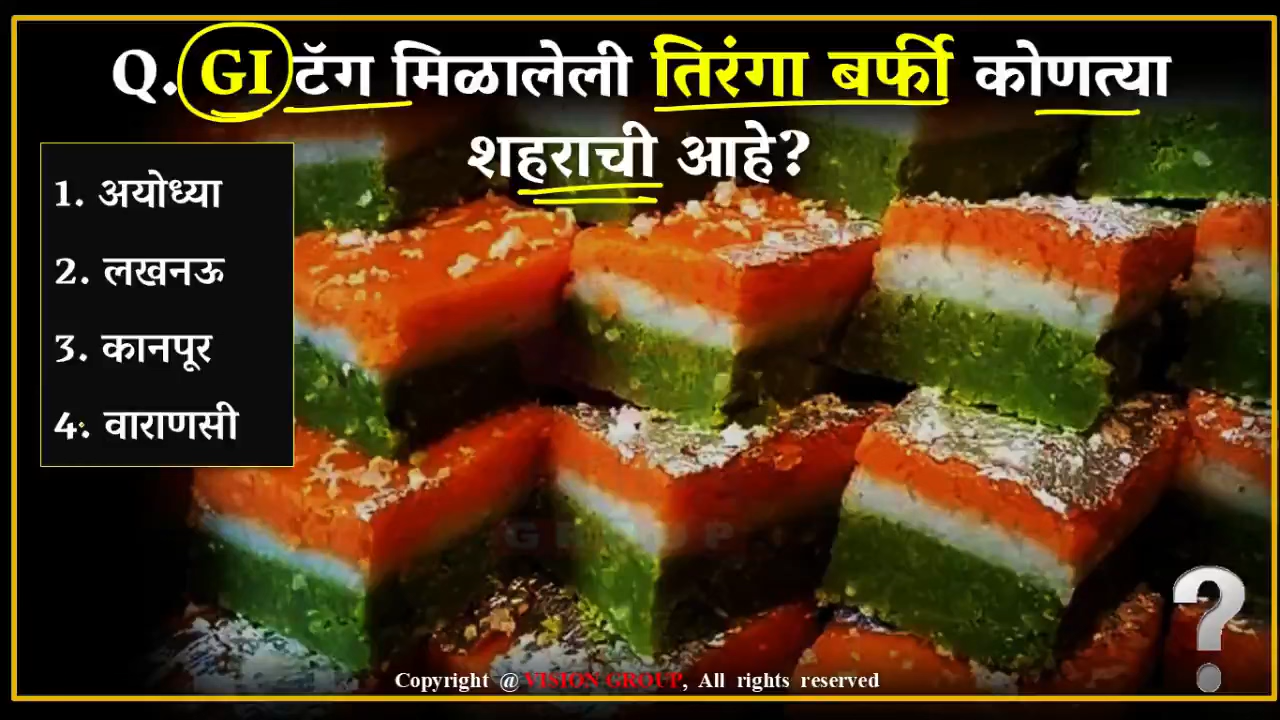 Q. GI टॅग मिळालेली तिरंगा बर्फी कोणत्या
शहराची आहे?
1. अयोध्या
2. लखनऊ
3. कानपूर
4. वाराणसी
GROUP
?
Copyright @ VISION GROUP, All rights reserved